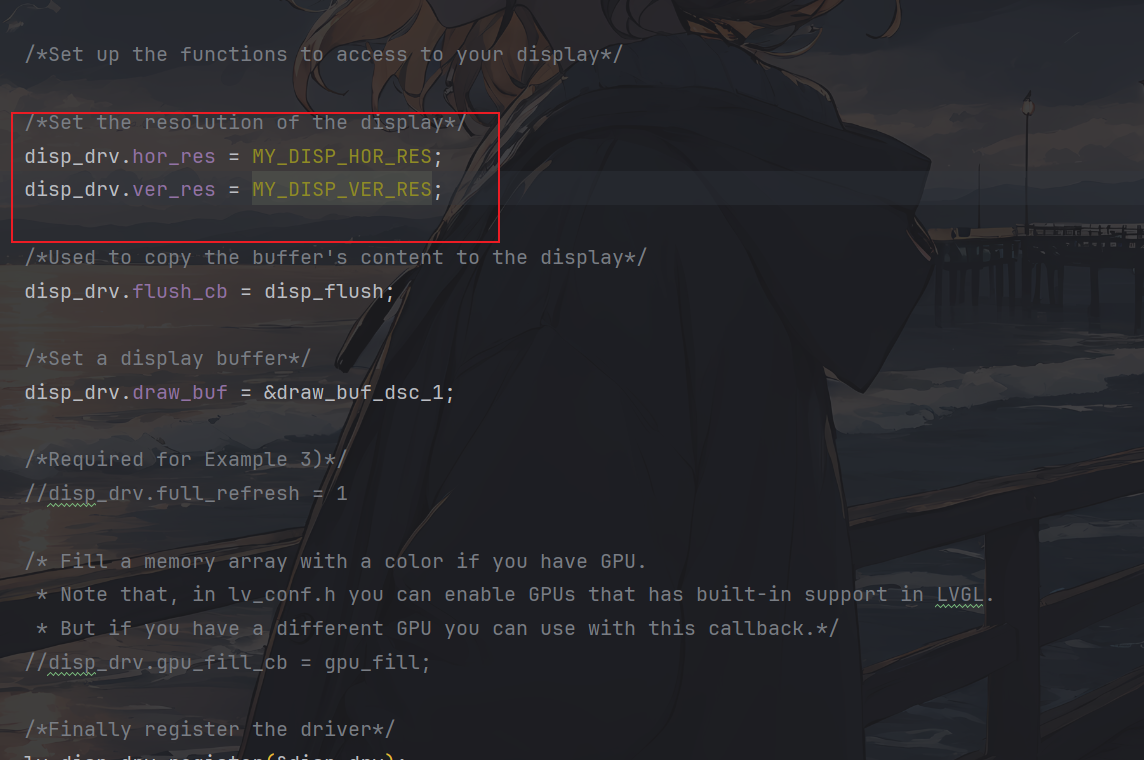 /*Set up the functions to access to your display*/
/*Set the resolution of the display*/
disp_drv.hor_res = MY_DISP_HOR_RES;
disp_drv.ver_res = MY_DISP_VER_RES;
/*Used to copy the buffer's content to the display*/
disp_drv.flush_cb = disp_flush;
/*Set a display buffer*/
disp_drv.draw_buf = &draw_buf_dsc_1;
/*Required for Example 3)*/
//disp_drv.full_refresh = 1
/* Fill a memory array with a color if you have GPU.
 * Note that, in lv_conf.h you can enable GPUs that has built-in support in LVGL.
 * But if you have a different GPU you can use with this callback.*/
//disp_drv.gpu_fill_cb = gpu_fill;
/*Finally register the driver*/
lv_disp_drv_register(&disp_drv);